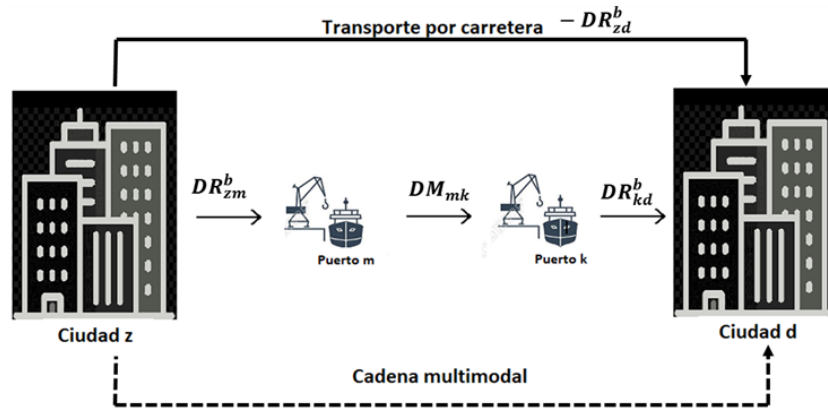 Transporte por carretera − DR^b_zd
DR^b_zm
DM_mk
DR^b_kd
Puerto m
Puerto k
Ciudad z
Ciudad d
Cadena multimodal